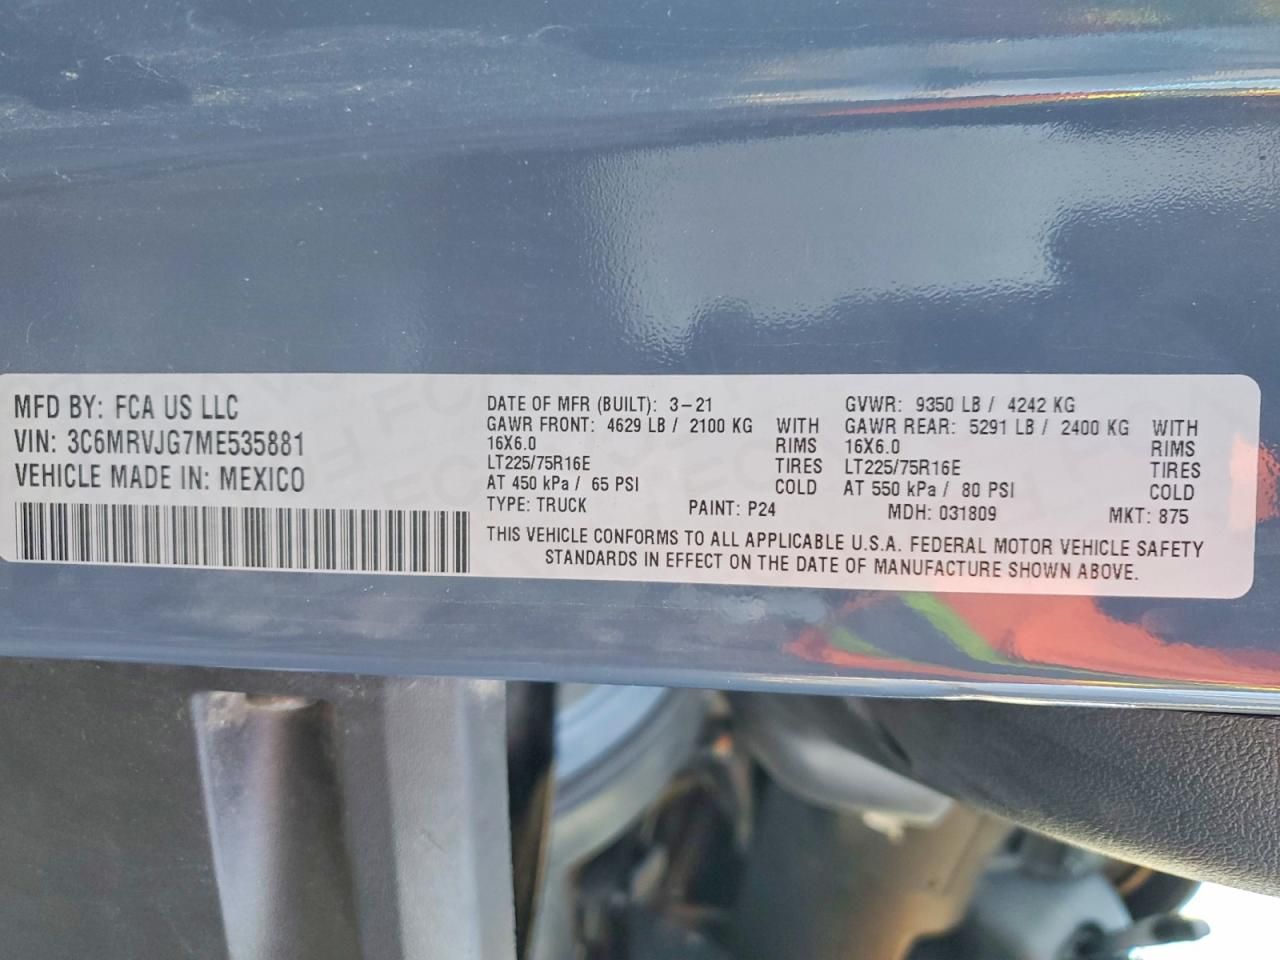 MFD BY: FCA US LLC
VIN: 3C6MRVJG7ME535881
VEHICLE MADE IN: MEXICO
DATE OF MFR (BUILT): 3-21
GAWR FRONT: 4629 LB / 2100 KG WITH
16X6.0 RIMS
LT225/75R16E TIRES
AT 450 kPa / 65 PSI COLD
GVWR: 9350 LB / 4242 KG
GAWR REAR: 5291 LB / 2400 KG WITH
16X6.0 RIMS
LT225/75R16E TIRES
AT 550 kPa / 80 PSI COLD
TYPE: TRUCK PAINT: P24 MDH: 031809 MKT: 875
THIS VEHICLE CONFORMS TO ALL APPLICABLE U.S.A. FEDERAL MOTOR VEHICLE SAFETY
STANDARDS IN EFFECT ON THE DATE OF MANUFACTURE SHOWN ABOVE.